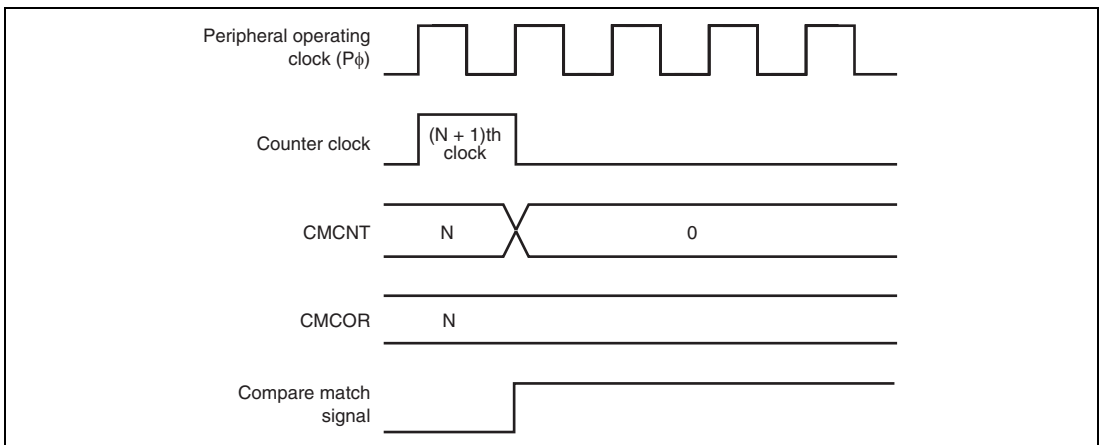 Peripheral operating
clock (Pϕ)
Counter clock
(N + 1)th
clock
CMCNT
N
0
CMCOR
N
Compare match
signal